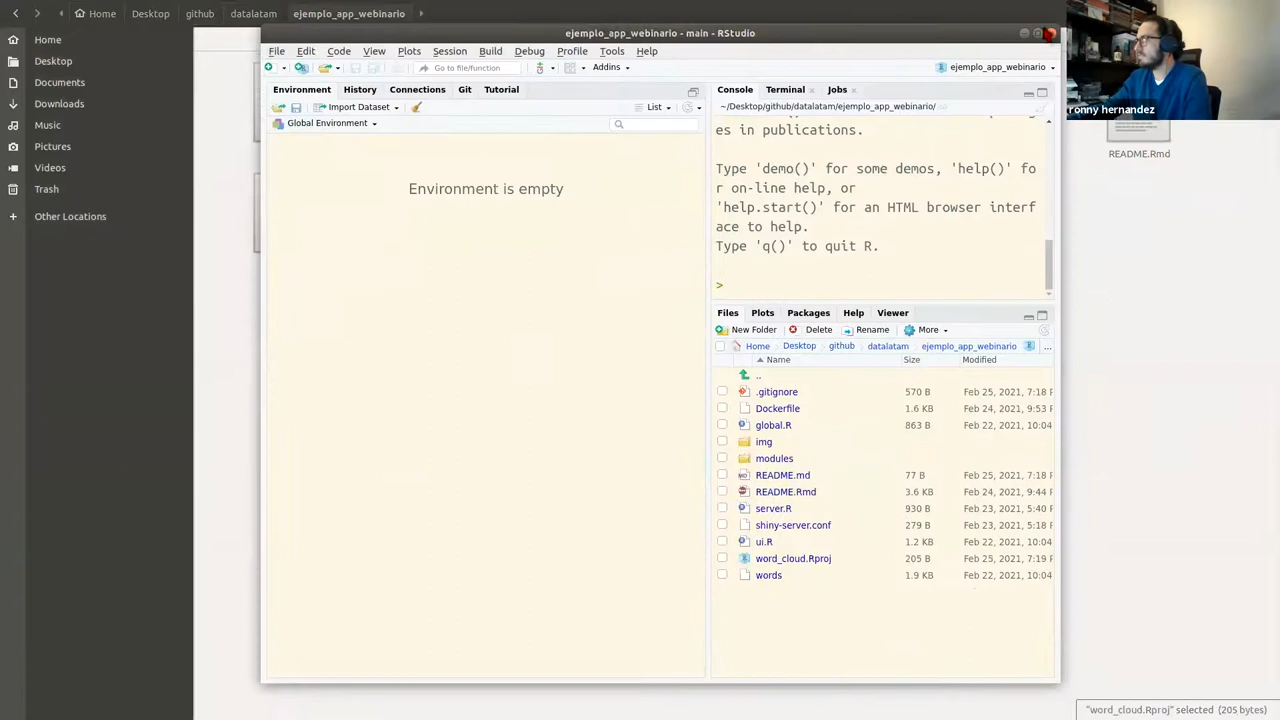 Home Desktop github datalatam ejemplo_app_webinario
Home
Desktop
Documents
Downloads
Music
Pictures
Videos
Trash
Other Locations
ejemplo_app_webinario - main - RStudio
File Edit Code View Plots Session Build Debug Profile Tools Help
Go to file/function Addins ejemplo_app_webinario
Environment History Connections Git Tutorial
Import Dataset List
Global Environment
Environment is empty
Console Terminal Jobs
~/Desktop/github/datalatam/ejemplo_app_webinario/
es in publications.
Type 'demo()' for some demos, 'help()' fo
r on-line help, or
'help.start()' for an HTML browser interf
ace to help.
Type 'q()' to quit R.
>
Files Plots Packages Help Viewer
New Folder Delete Rename More
Home Desktop github datalatam ejemplo_app_webinario ...
Name Size Modified
..
.gitignore 570 B Feb 25, 2021, 7:18 P
Dockerfile 1.6 KB Feb 24, 2021, 9:53 P
global.R 863 B Feb 22, 2021, 10:04
img
modules
README.md 77 B Feb 25, 2021, 7:18 P
README.Rmd 3.6 KB Feb 24, 2021, 9:44 P
server.R 930 B Feb 23, 2021, 5:40 P
shiny-server.conf 279 B Feb 23, 2021, 5:18 P
ui.R 1.2 KB Feb 22, 2021, 10:04
word_cloud.Rproj 205 B Feb 25, 2021, 7:19 P
words 1.9 KB Feb 22, 2021, 10:04
ronny hernandez
README.Rmd
"word_cloud.Rproj" selected (205 bytes)